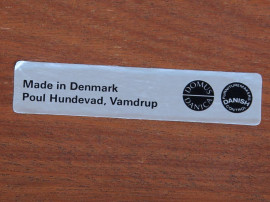 Made in Denmark
Poul Hundevad, Vamdrup
DOMUS
DANICA
DANISH